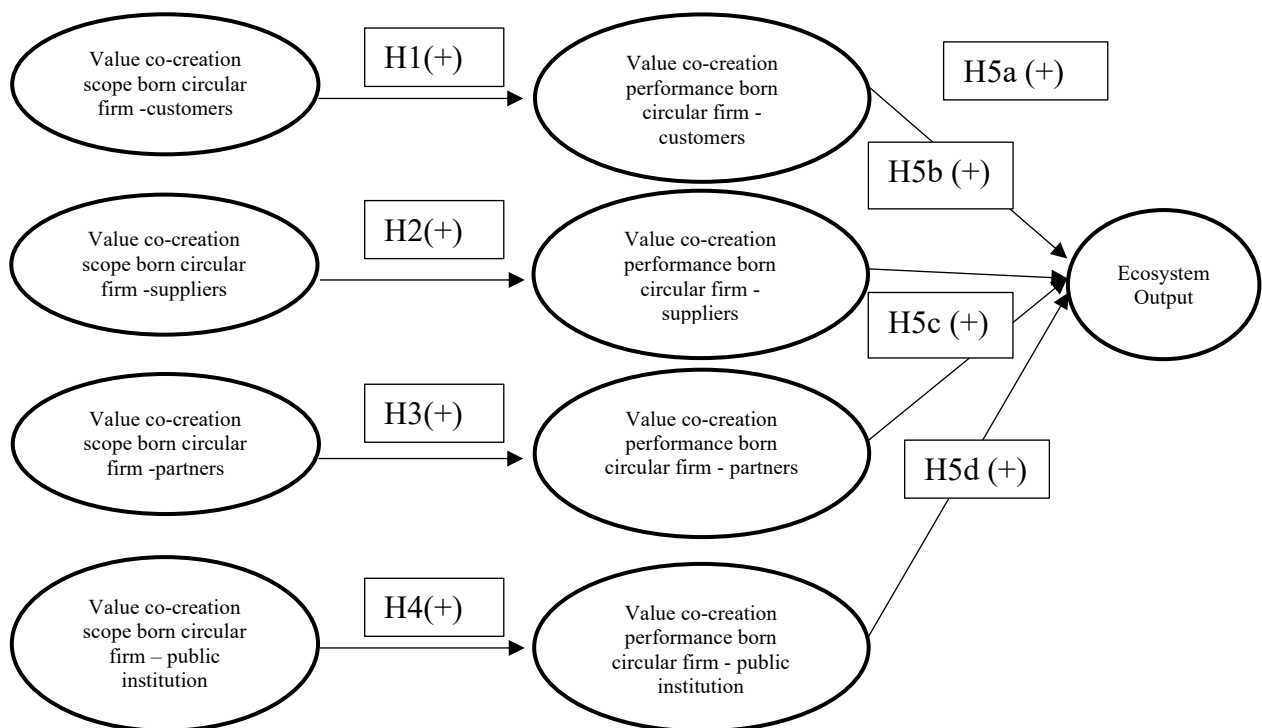 Value co-creation
scope born circular
firm -customers
H1(+)
Value co-creation
performance born
circular firm -
customers
H5a (+)
H5b (+)
Value co-creation
scope born circular
firm -suppliers
H2(+)
Value co-creation
performance born
circular firm -
suppliers
Ecosystem
Output
H5c (+)
Value co-creation
scope born circular
firm -partners
H3(+)
Value co-creation
performance born
circular firm - partners
H5d (+)
Value co-creation
scope born circular
firm – public
institution
H4(+)
Value co-creation
performance born
circular firm - public
institution